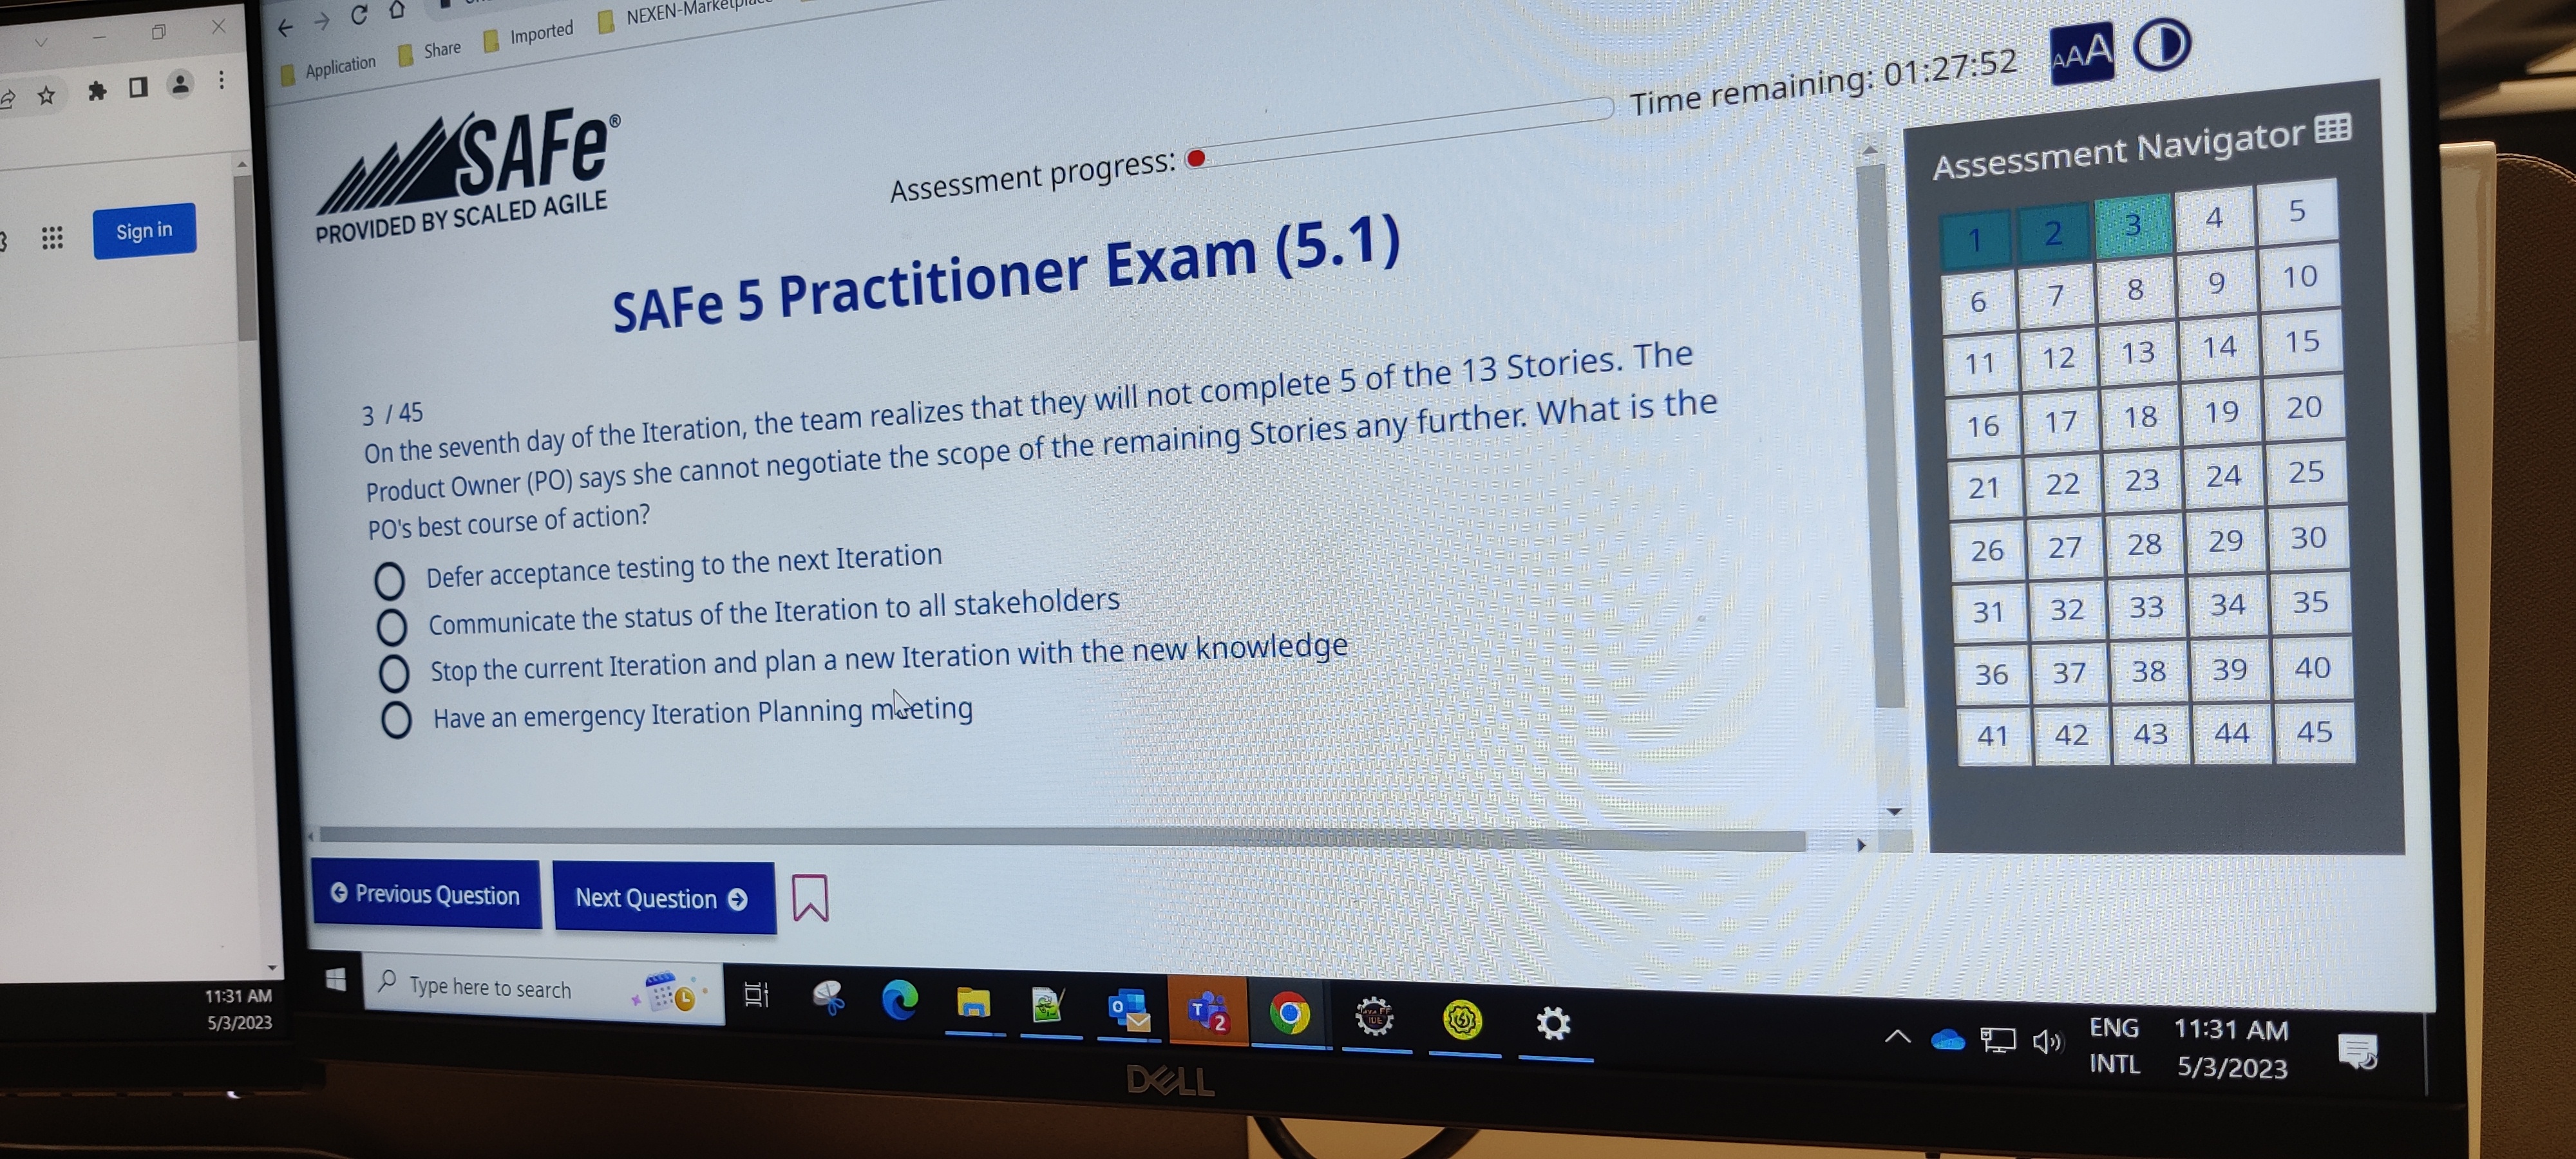 Application
Share
Imported
NEXEN-Marketplace
Sign in
SAFe®
PROVIDED BY SCALED AGILE
Assessment progress:
Time remaining: 01:27:52
AAA
SAFe 5 Practitioner Exam (5.1)
3 / 45
On the seventh day of the Iteration, the team realizes that they will not complete 5 of the 13 Stories. The
Product Owner (PO) says she cannot negotiate the scope of the remaining Stories any further. What is the
PO's best course of action?
Defer acceptance testing to the next Iteration
Communicate the status of the Iteration to all stakeholders
Stop the current Iteration and plan a new Iteration with the new knowledge
Have an emergency Iteration Planning meeting
Previous Question
Next Question
Assessment Navigator
1 2 3 4 5
6 7 8 9 10
11 12 13 14 15
16 17 18 19 20
21 22 23 24 25
26 27 28 29 30
31 32 33 34 35
36 37 38 39 40
41 42 43 44 45
11:31 AM
5/3/2023
Type here to search
2
ENG
INTL
11:31 AM
5/3/2023
DELL